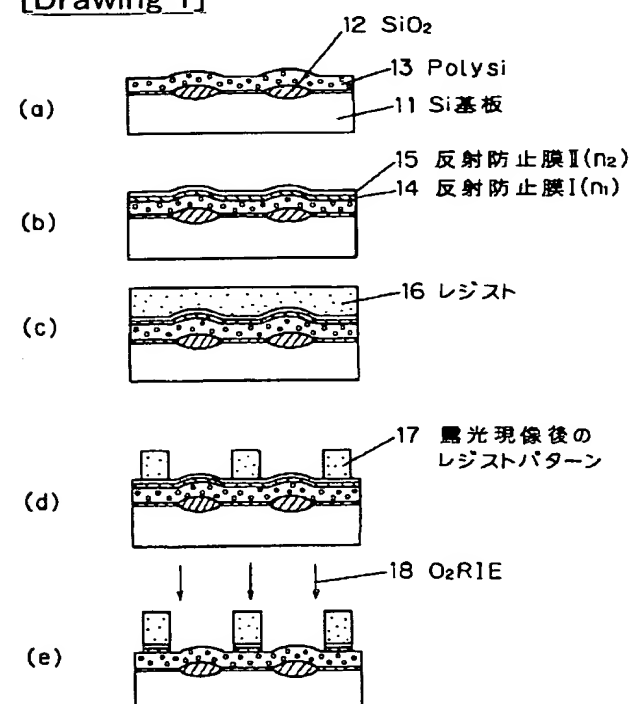 [Drawing 1]
12 SiO₂
13 Polysi
(a)
11 Si基板
15 反射防止膜Ⅱ(n₂)
14 反射防止膜Ⅰ(n₁)
(b)
16 レジスト
(c)
17 露光現像後の
レジストパターン
(d)
18 O₂RIE
(e)